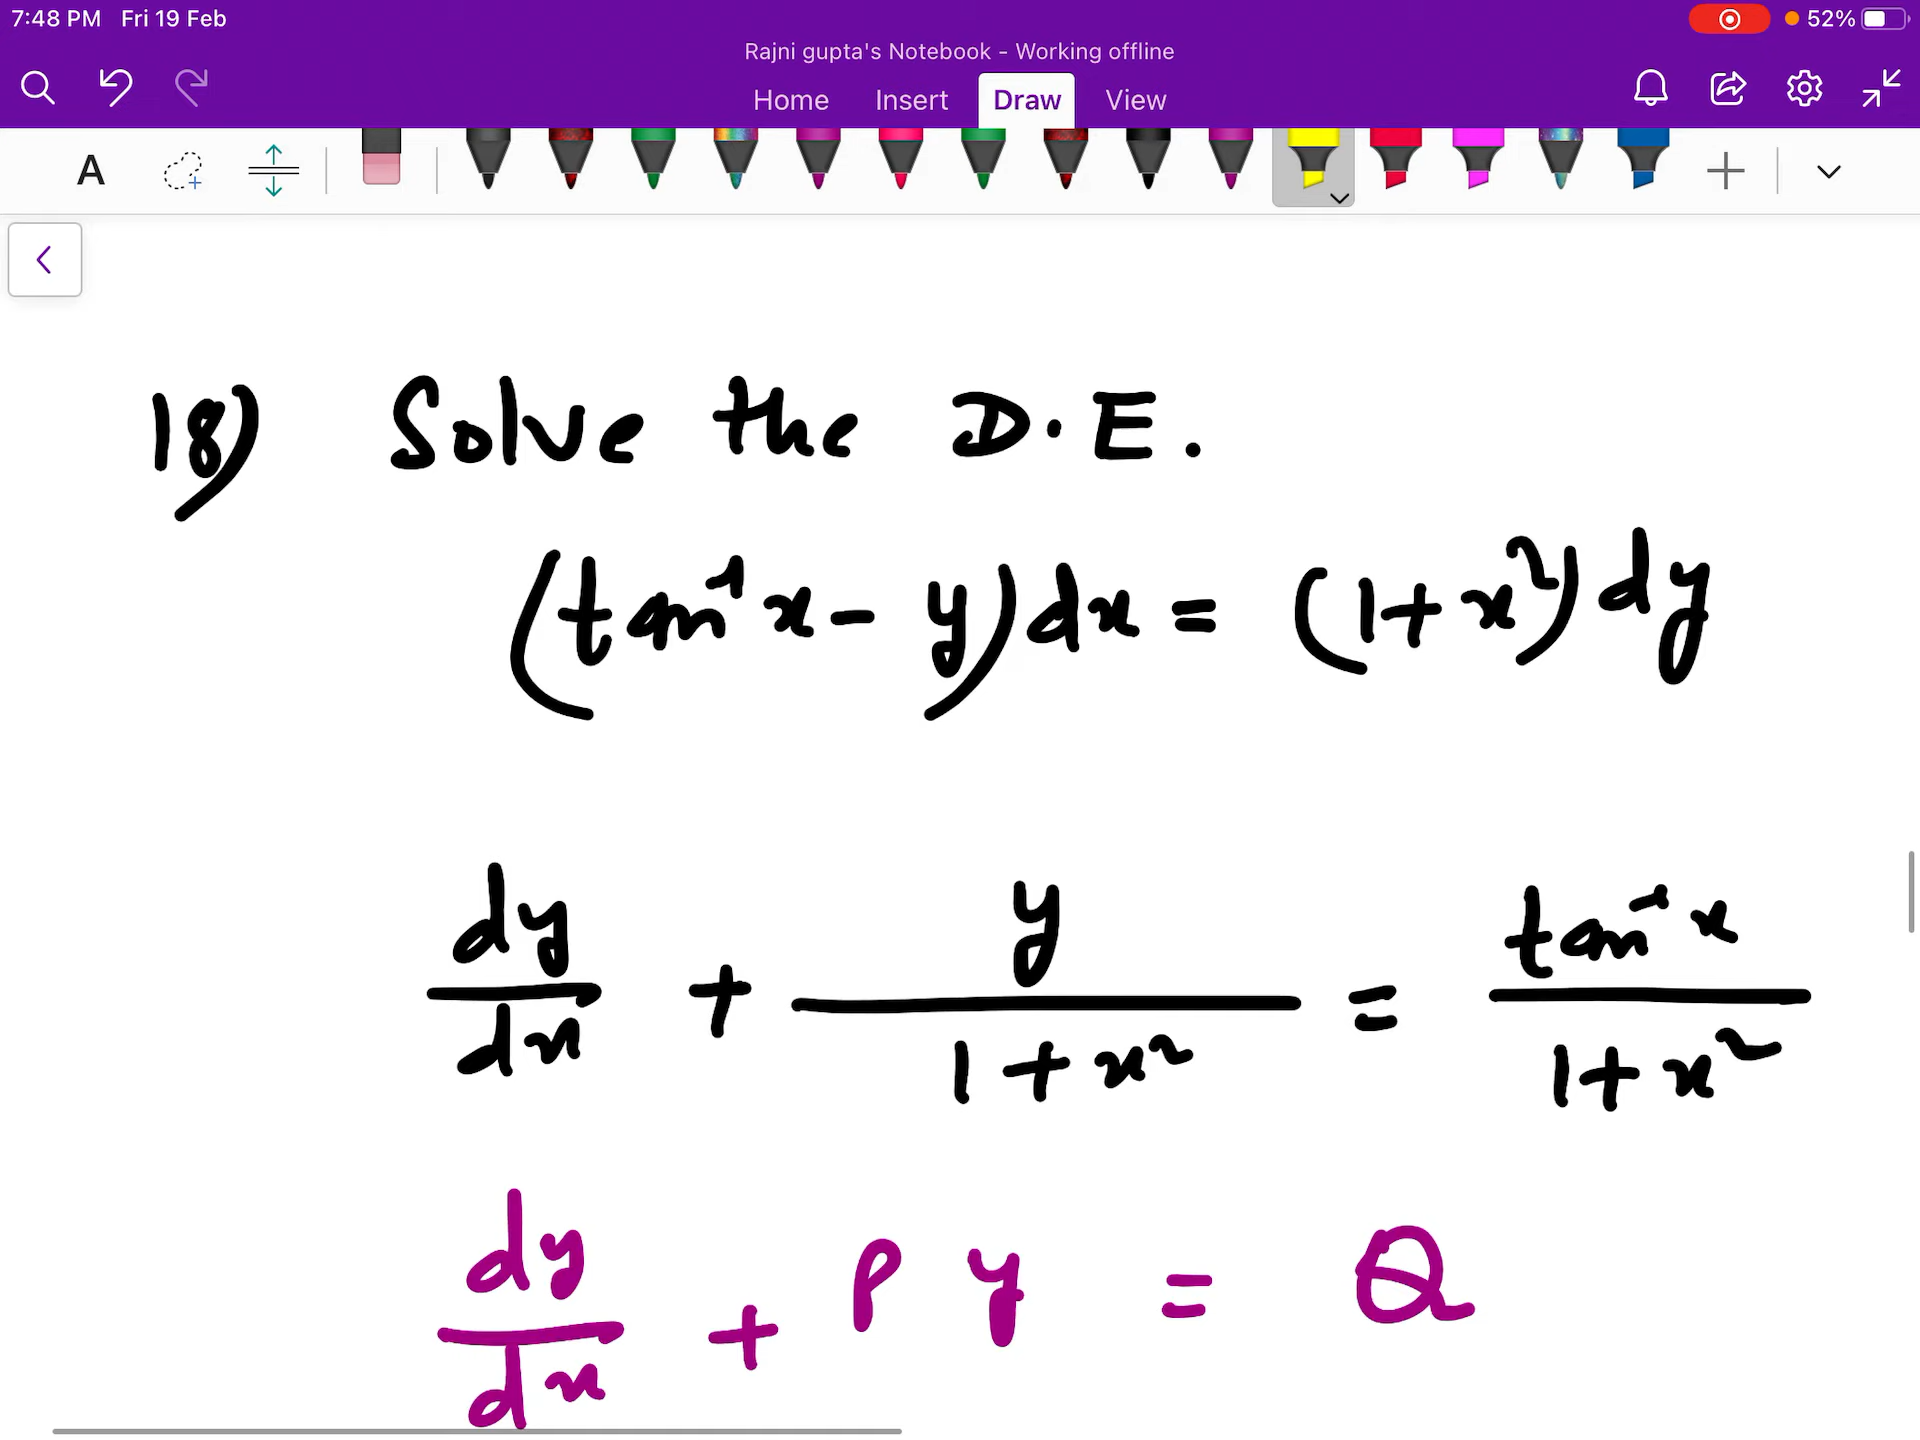 7:48 PM Fri 19 Feb
52%
Rajni gupta's Notebook - Working offline
Home Insert Draw View
A
18) Solve the D.E.
(tan⁻¹x - y)dx = (1+x²)dy
dy/dx + y/(1+x²) = tan⁻¹x/(1+x²)
dy/dx + P y = Q